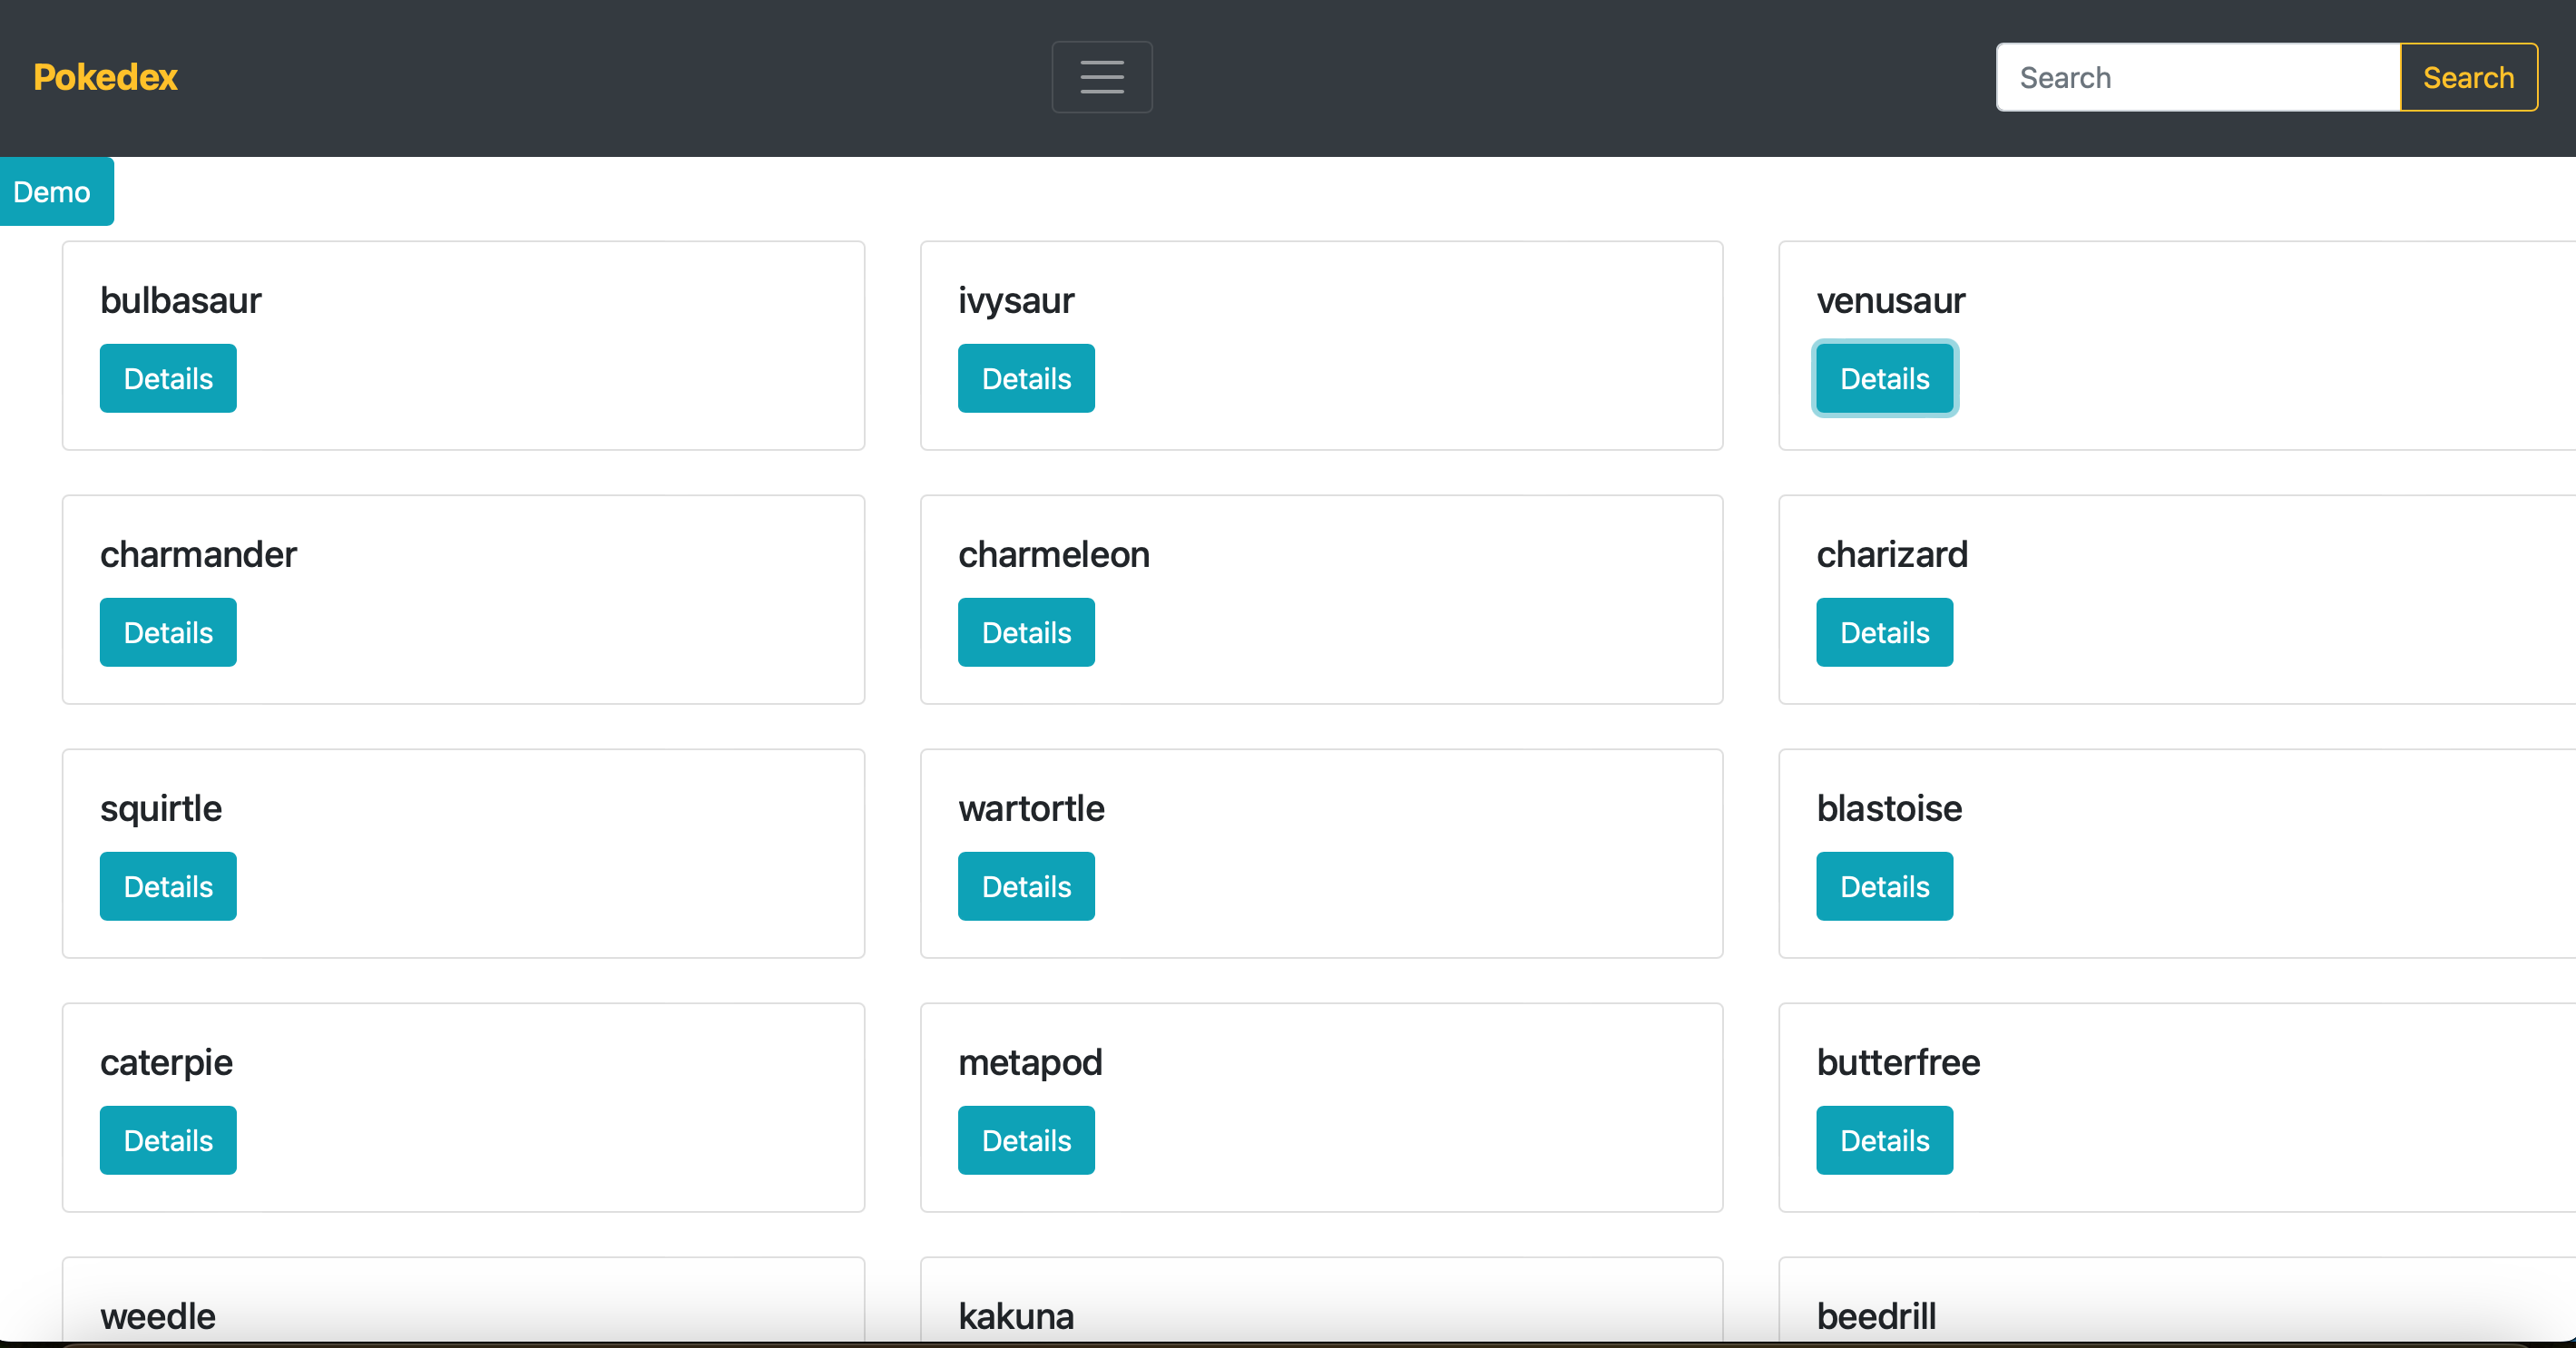 Pokedex Search Search
Demo
bulbasaur ivysaur venusaur
Details Details Details
charmander charmeleon charizard
Details Details Details
squirtle wartortle blastoise
Details Details Details
caterpie metapod butterfree
Details Details Details
weedle kakuna beedrill